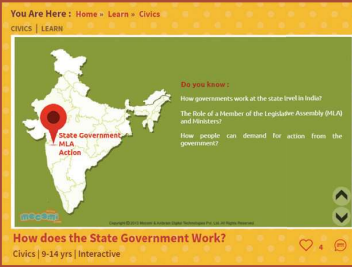 You Are Here : Home » Learn » Civics
CIVICS | LEARN
Do you know :
How governments work at the state level in India?
The Role of a Member of the Legislative Assembly (MLA)
and Ministers?
How people can demand for action from the
government?
State Government
MLA
Action
mocomi
How does the State Government Work?
4
Civics | 9-14 yrs | Interactive